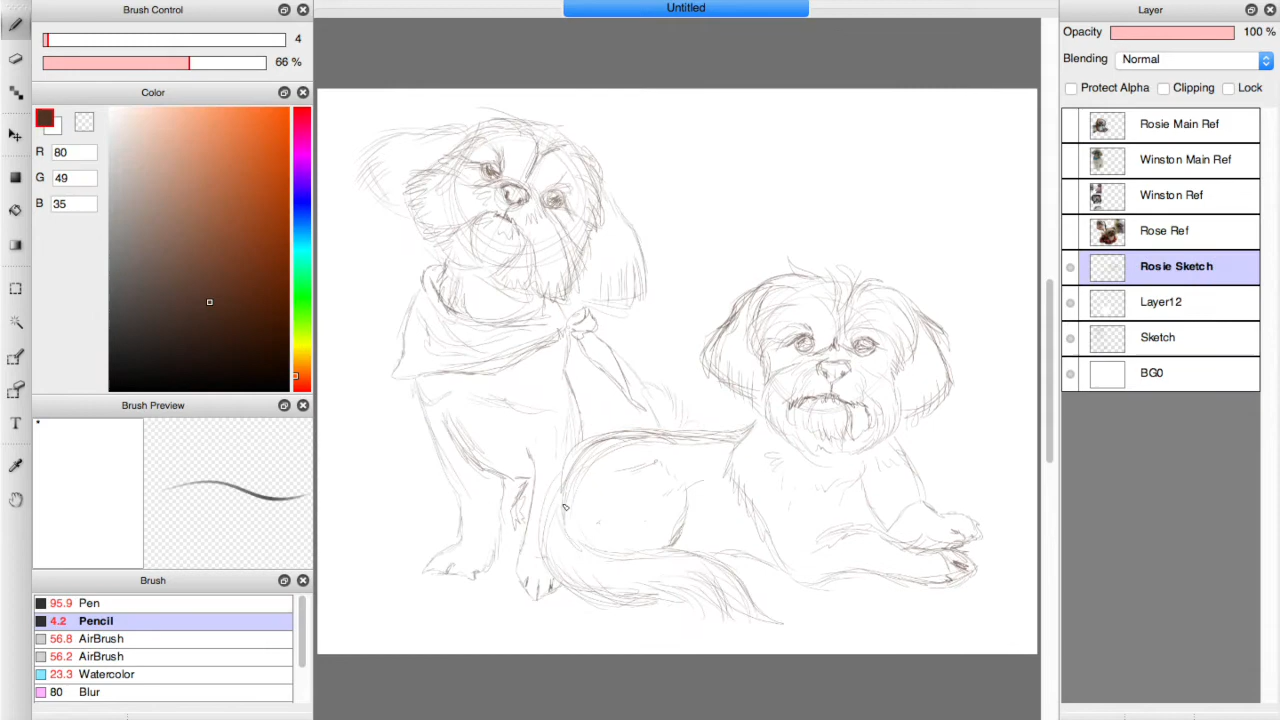 Brush Control
Untitled
Layer
4
66 %
Opacity 100 %
Blending Normal
Protect Alpha Clipping Lock
Color
R 80
G 49
B 35
Rosie Main Ref
Winston Main Ref
Winston Ref
Rose Ref
Rosie Sketch
Layer12
Sketch
BG0
Brush Preview
T
Brush
95.9 Pen
4.2 Pencil
56.8 AirBrush
56.2 AirBrush
23.3 Watercolor
80 Blur